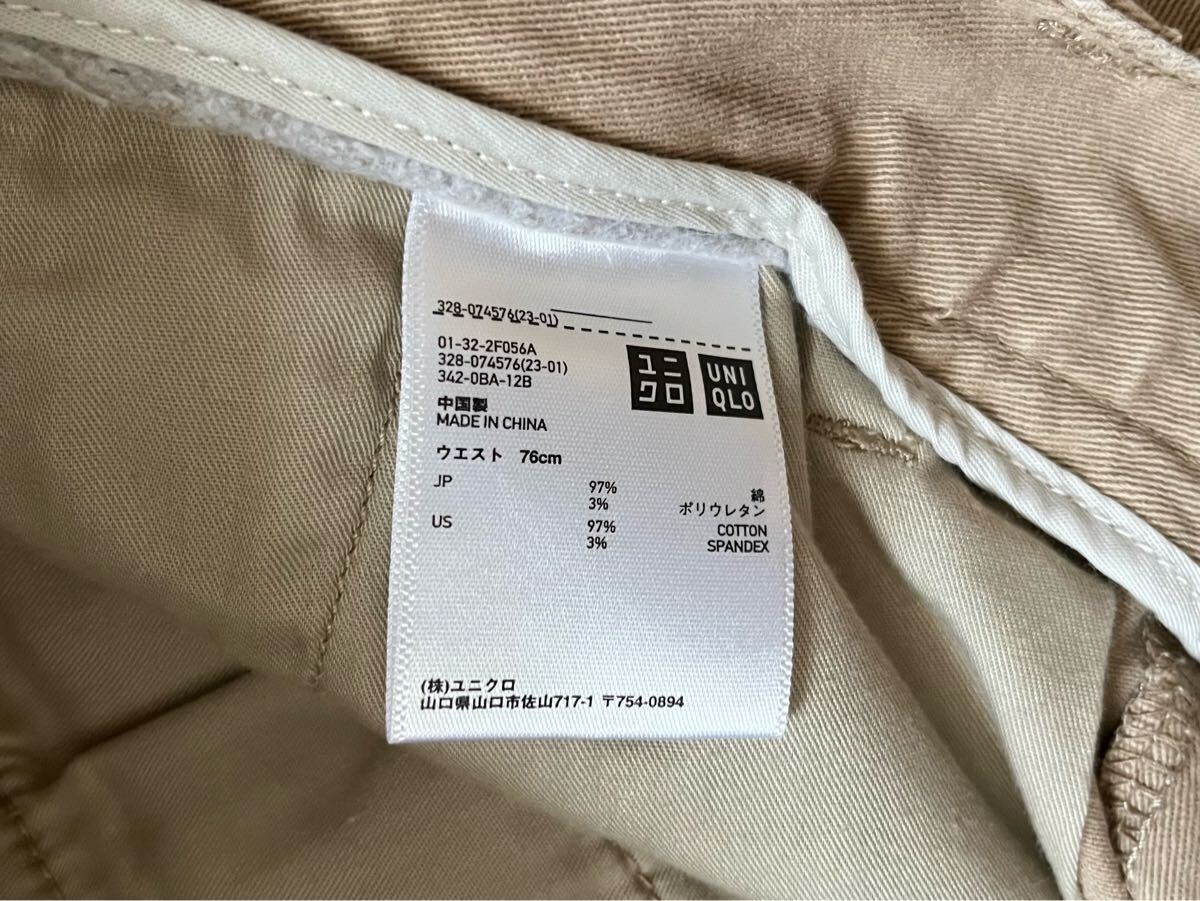 328-074576(23-01)
01-32-2F056A
328-074576(23-01)
342-0BA-12B
ユニ
クロ
UNI
QLO
中国製
MADE IN CHINA
ウエスト 76cm
JP 97% 綿
3% ポリウレタン
US 97% COTTON
3% SPANDEX
(株)ユニクロ
山口県山口市佐山717-1 〒754-0894